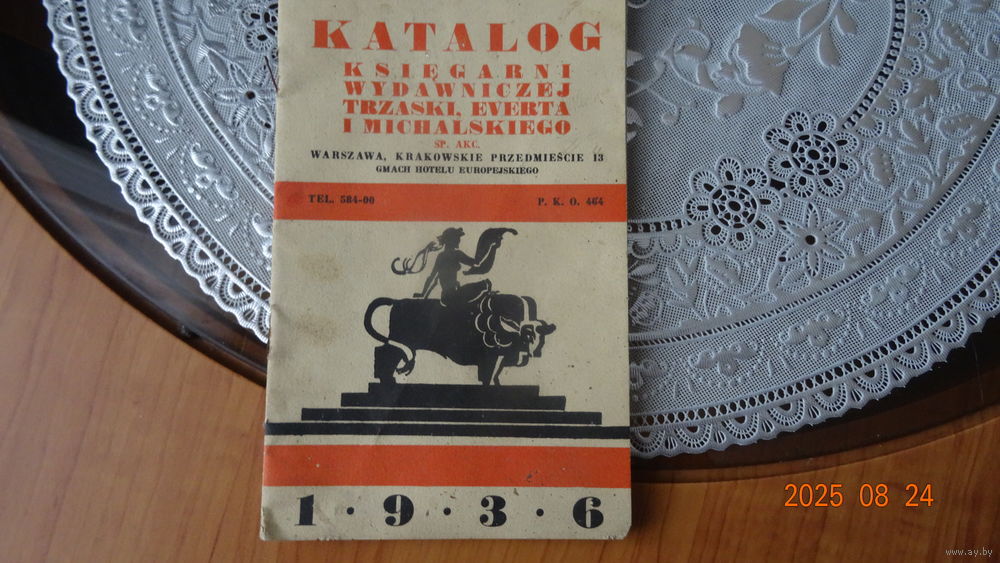 KATALOG
KSIĘGARNI
WYDAWNICZEJ
TRZASKI, EVERTA
I MICHALSKIEGO
SP. AKC.
WARSZAWA, KRAKOWSKIE PRZEDMIEŚCIE 13
GMACH HOTELU EUROPEJSKIEGO
TEL. 584-00 P. K. O. 464
1·9·3·6
2025 08 24
www.ay.by